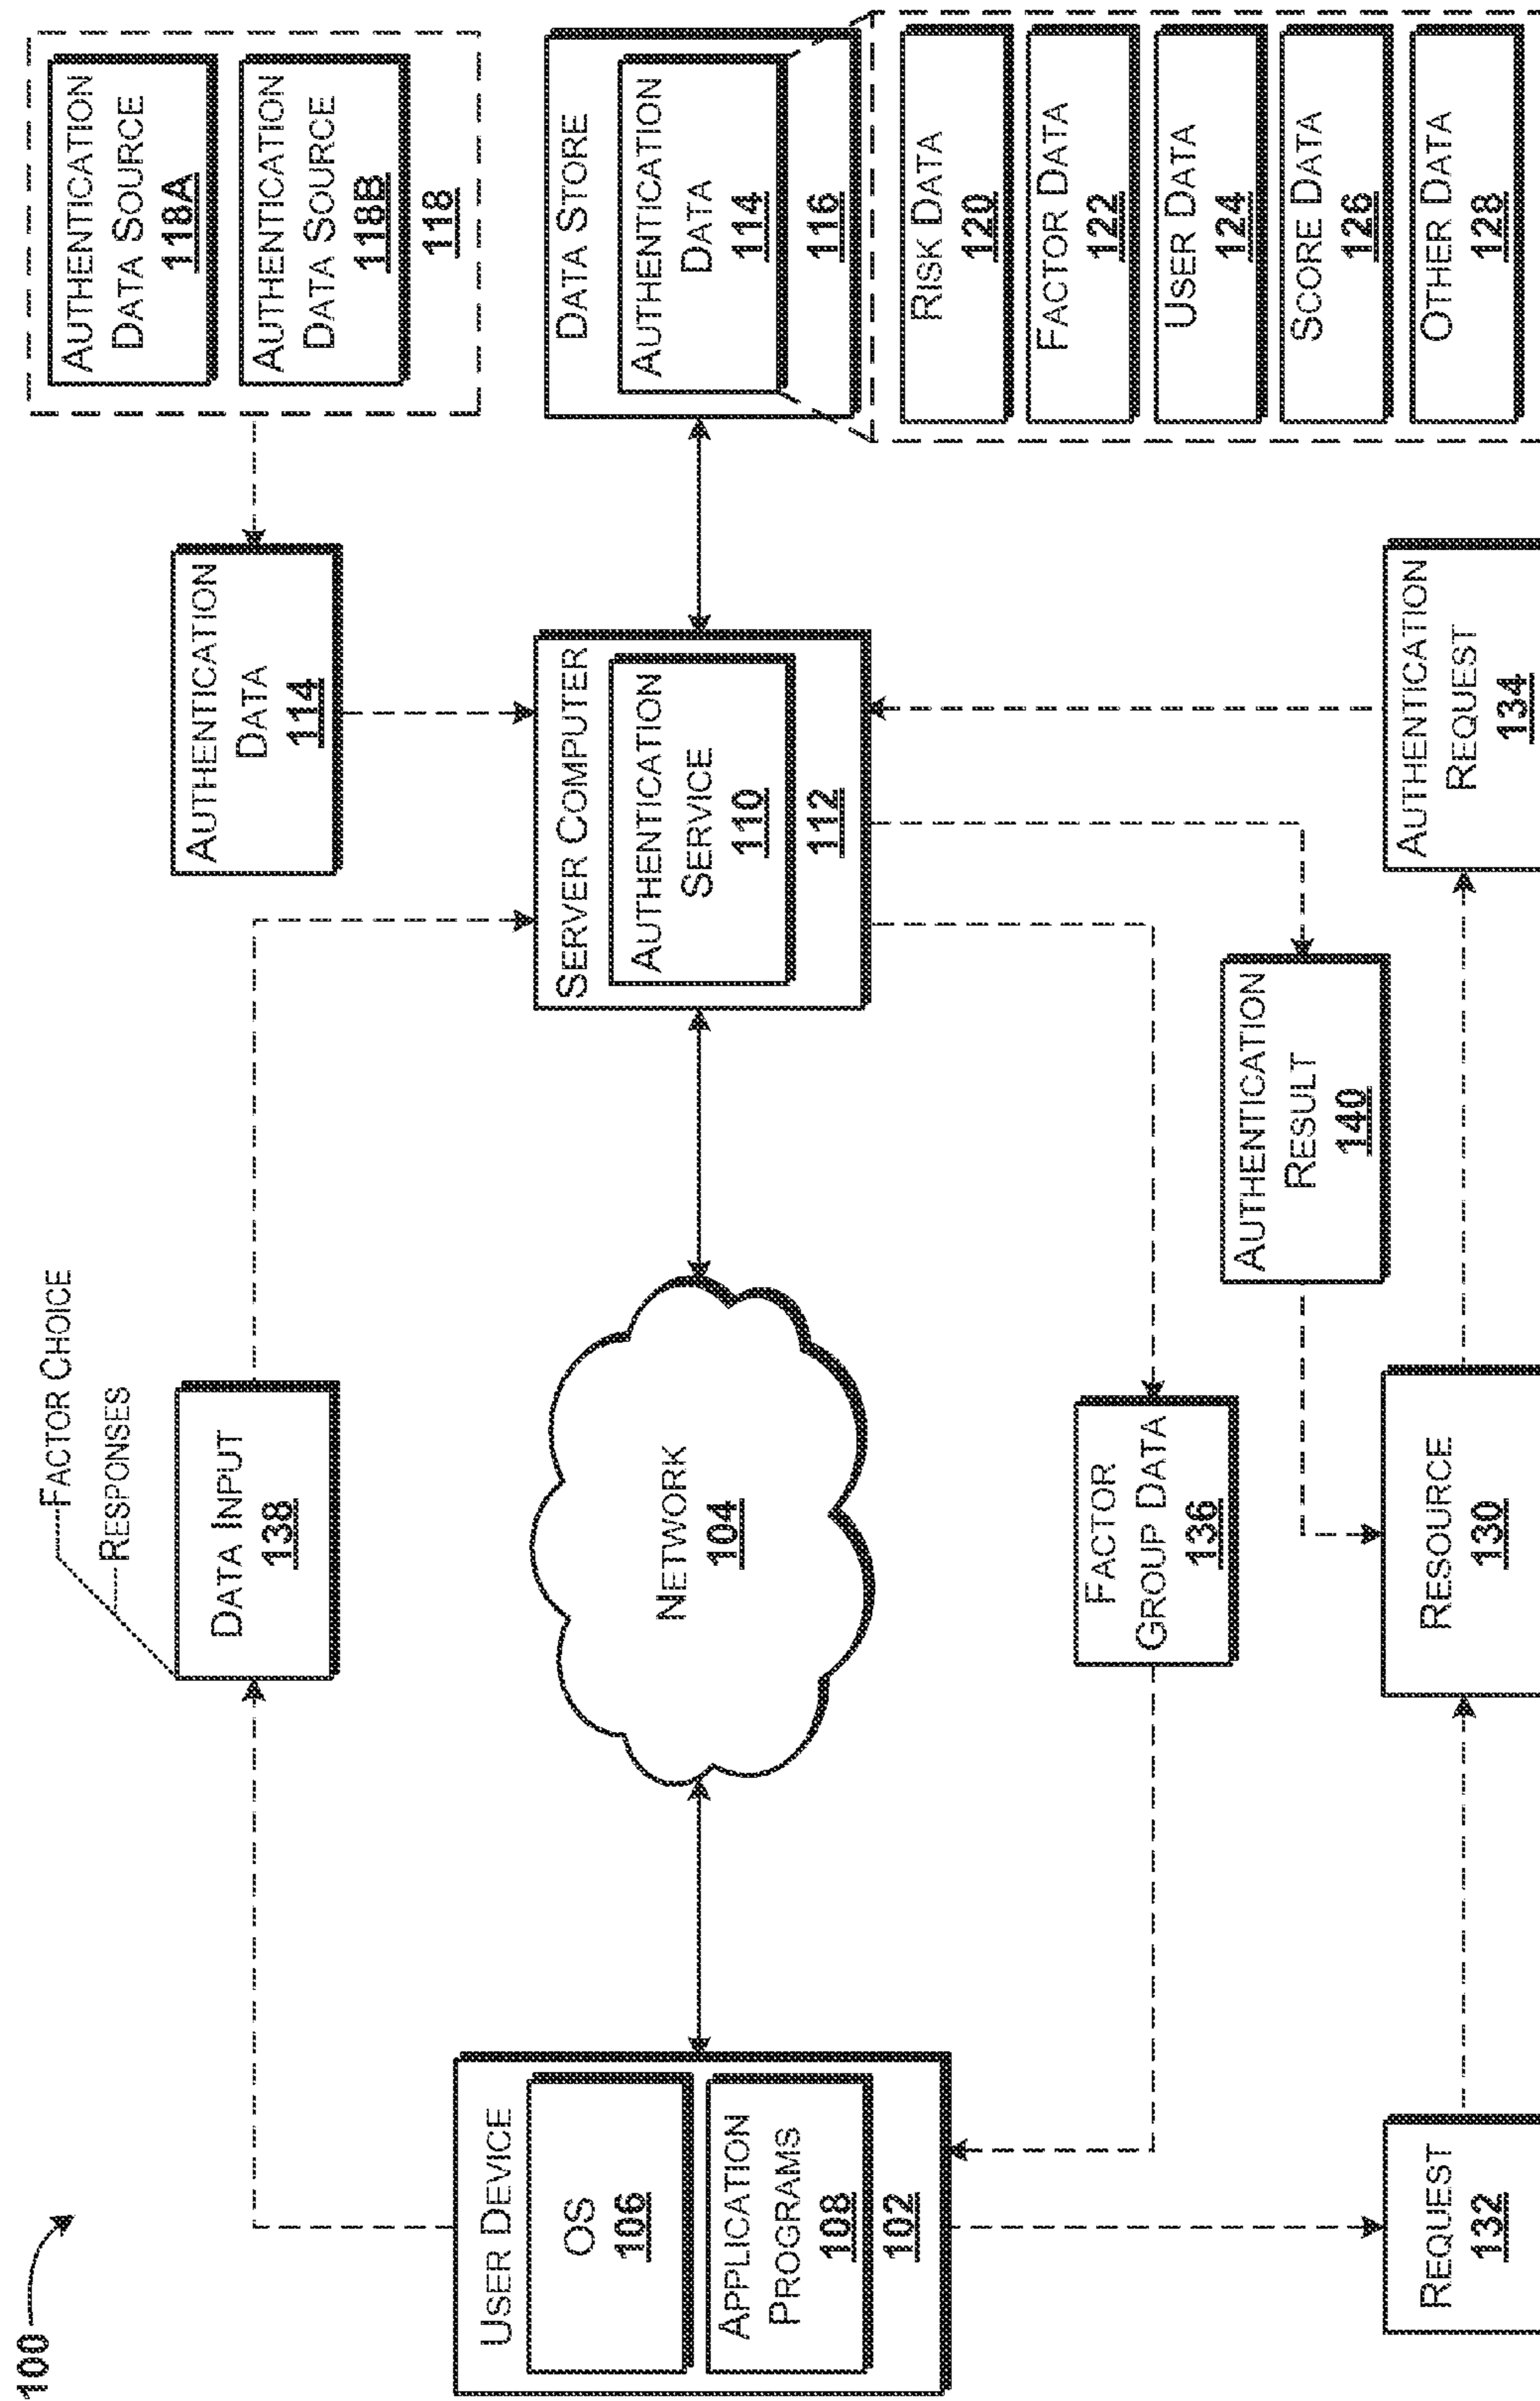 100
FACTOR CHOICE
RESPONSES
DATA INPUT
138
AUTHENTICATION
DATA
114
AUTHENTICATION
DATA SOURCE
118A
AUTHENTICATION
DATA SOURCE
118B
118
USER DEVICE
OS
106
APPLICATION
PROGRAMS
108
102
NETWORK
104
SERVER COMPUTER
AUTHENTICATION
SERVICE
110
112
DATA STORE
AUTHENTICATION
DATA
114
116
RISK DATA
120
FACTOR DATA
122
USER DATA
124
SCORE DATA
126
OTHER DATA
128
FACTOR
GROUP DATA
136
AUTHENTICATION
RESULT
140
REQUEST
132
RESOURCE
130
AUTHENTICATION
REQUEST
134